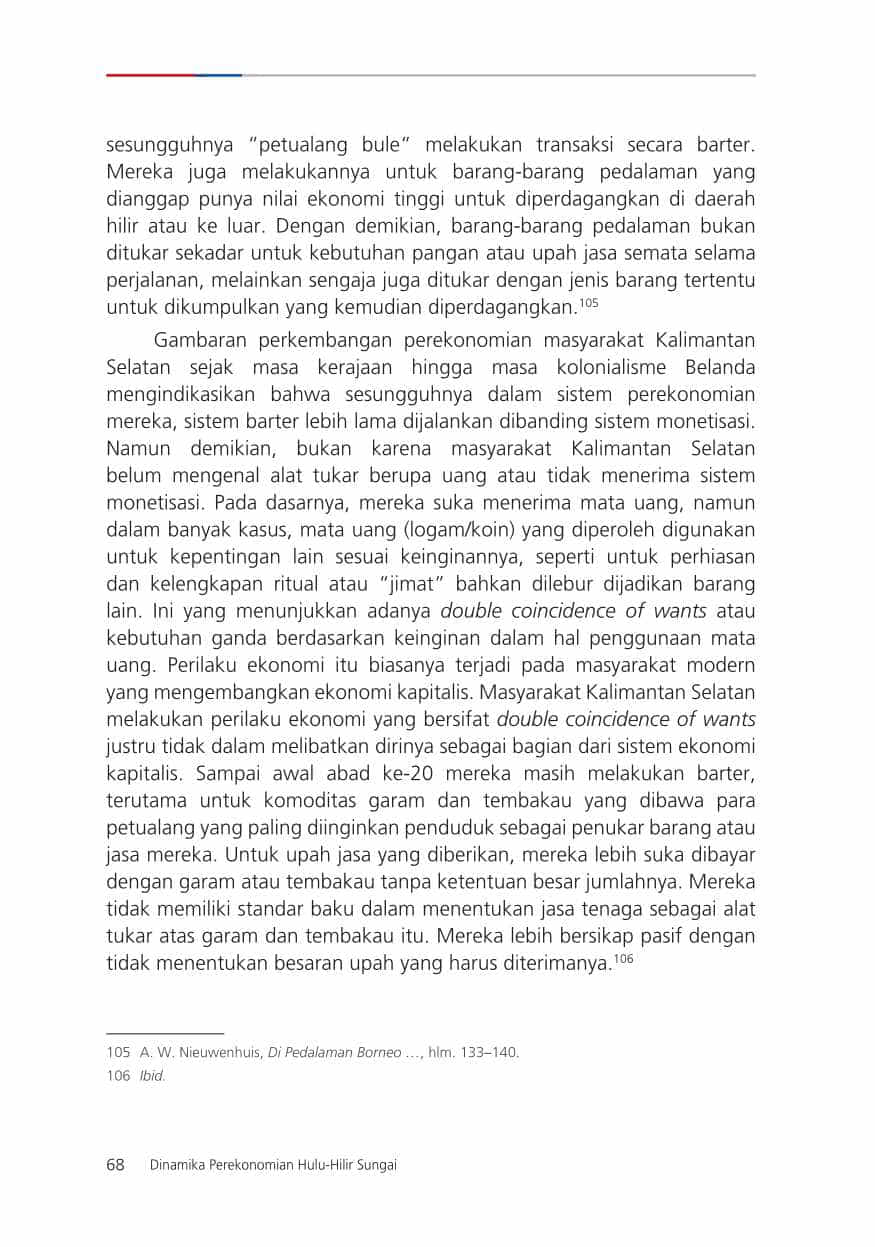 sesungguhnya “petualang bule“ melakukan transaksi secara barter.
Mereka juga melakukannya untuk barang-barang pedalaman yang
dianggap punya nilai ekonomi tinggi untuk diperdagangkan di daerah
hilir atau ke luar. Dengan demikian, barang-barang pedalaman bukan
ditukar sekadar untuk kebutuhan pangan atau upah jasa semata selama
perjalanan, melainkan sengaja juga ditukar dengan jenis barang tertentu
untuk dikumpulkan yang kemudian diperdagangkan.105
Gambaran perkembangan perekonomian masyarakat Kalimantan
Selatan sejak masa kerajaan hingga masa kolonialisme Belanda
mengindikasikan bahwa sesungguhnya dalam sistem perekonomian
mereka, sistem barter lebih lama dijalankan dibanding sistem monetisasi.
Namun demikian, bukan karena masyarakat Kalimantan Selatan
belum mengenal alat tukar berupa uang atau tidak menerima sistem
monetisasi. Pada dasarnya, mereka suka menerima mata uang, namun
dalam banyak kasus, mata uang (logam/koin) yang diperoleh digunakan
untuk kepentingan lain sesuai keinginannya, seperti untuk perhiasan
dan kelengkapan ritual atau “jimat” bahkan dilebur dijadikan barang
lain. Ini yang menunjukkan adanya double coincidence of wants atau
kebutuhan ganda berdasarkan keinginan dalam hal penggunaan mata
uang. Perilaku ekonomi itu biasanya terjadi pada masyarakat modern
yang mengembangkan ekonomi kapitalis. Masyarakat Kalimantan Selatan
melakukan perilaku ekonomi yang bersifat double coincidence of wants
justru tidak dalam melibatkan dirinya sebagai bagian dari sistem ekonomi
kapitalis. Sampai awal abad ke-20 mereka masih melakukan barter,
terutama untuk komoditas garam dan tembakau yang dibawa para
petualang yang paling diinginkan penduduk sebagai penukar barang atau
jasa mereka. Untuk upah jasa yang diberikan, mereka lebih suka dibayar
dengan garam atau tembakau tanpa ketentuan besar jumlahnya. Mereka
tidak memiliki standar baku dalam menentukan jasa tenaga sebagai alat
tukar atas garam dan tembakau itu. Mereka lebih bersikap pasif dengan
tidak menentukan besaran upah yang harus diterimanya.106
105 A. W. Nieuwenhuis, Di Pedalaman Borneo …, hlm. 133–140.
106 Ibid.
68 Dinamika Perekonomian Hulu-Hilir Sungai